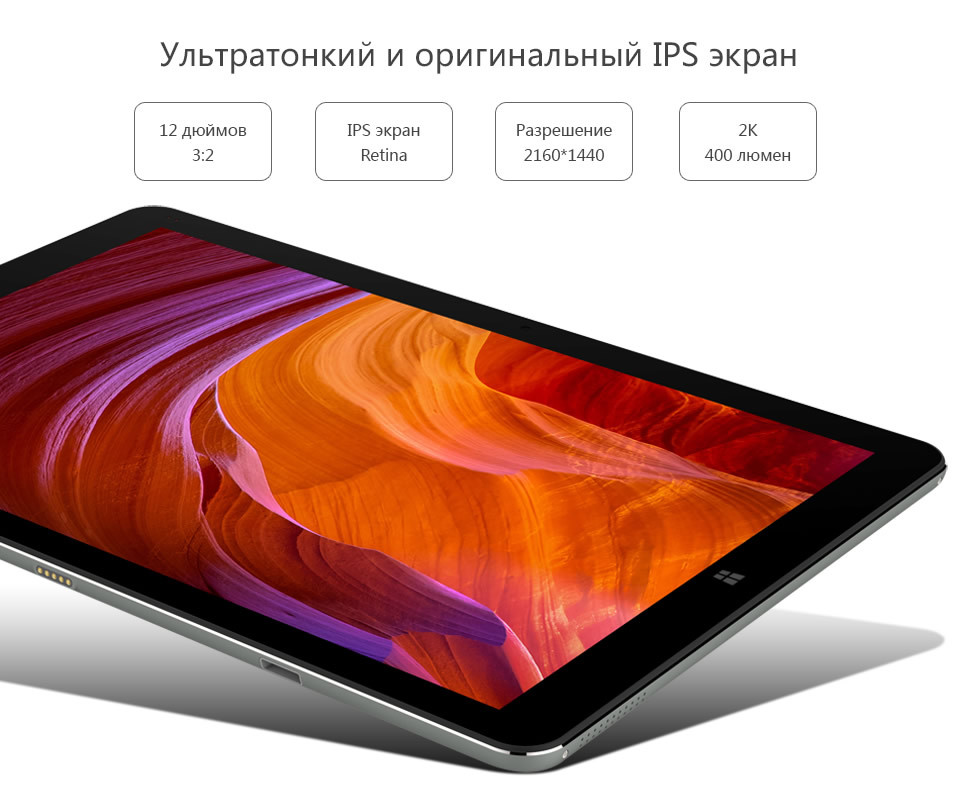 Ультратонкий и оригинальный IPS экран
12 дюймов
3:2
IPS экран
Retina
Разрешение
2160*1440
2K
400 люмен